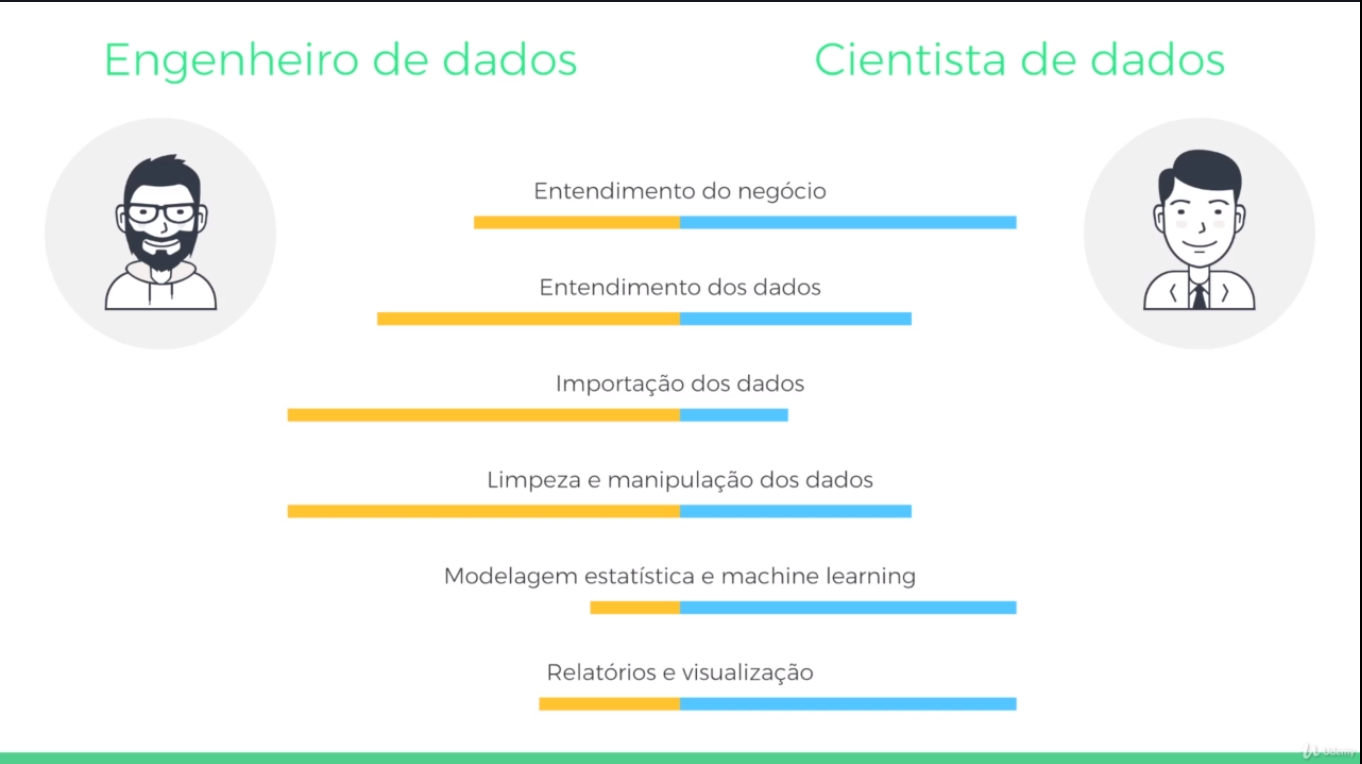 Engenheiro de dados
Cientista de dados
Entendimento do negócio
Entendimento dos dados
Importação dos dados
Limpeza e manipulação dos dados
Modelagem estatística e machine learning
Relatórios e visualização
Udemy